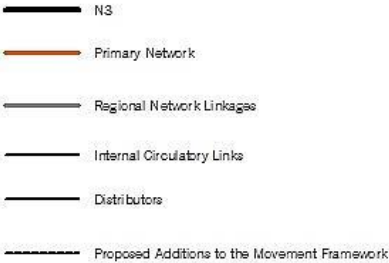 N3
Primary Network
Regional Network Linkages
Internal Circulatory Links
Distributors
Proposed Additions to the Movement Framework